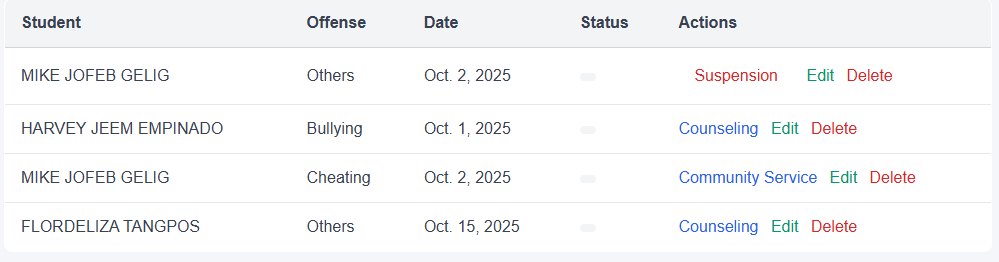 Student Offense Date Status Actions
MIKE JOFEB GELIG Others Oct. 2, 2025 Suspension Edit Delete
HARVEY JEEM EMPINADO Bullying Oct. 1, 2025 Counseling Edit Delete
MIKE JOFEB GELIG Cheating Oct. 2, 2025 Community Service Edit Delete
FLORDELIZA TANGPOS Others Oct. 15, 2025 Counseling Edit Delete